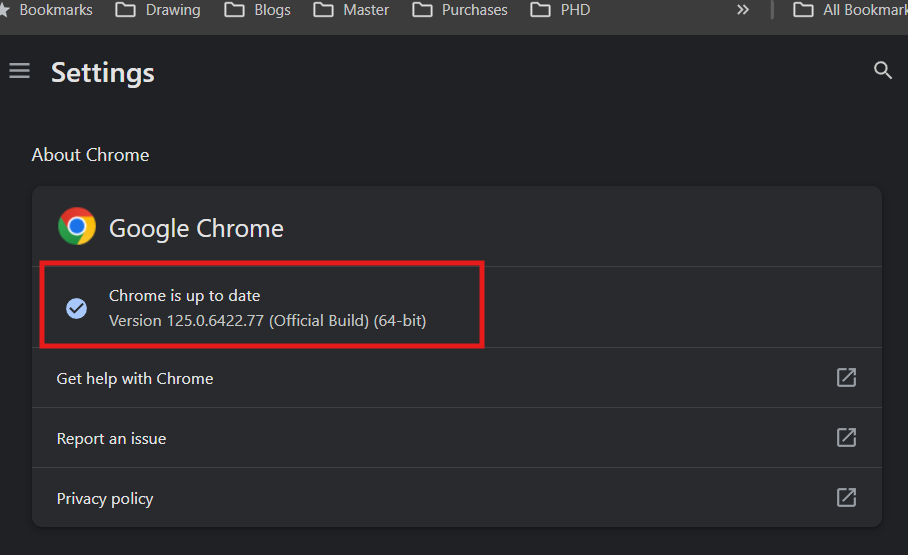 Bookmarks Drawing Blogs Master Purchases PHD » All Bookmark
Settings
About Chrome
Google Chrome
Chrome is up to date
Version 125.0.6422.77 (Official Build) (64-bit)
Get help with Chrome
Report an issue
Privacy policy